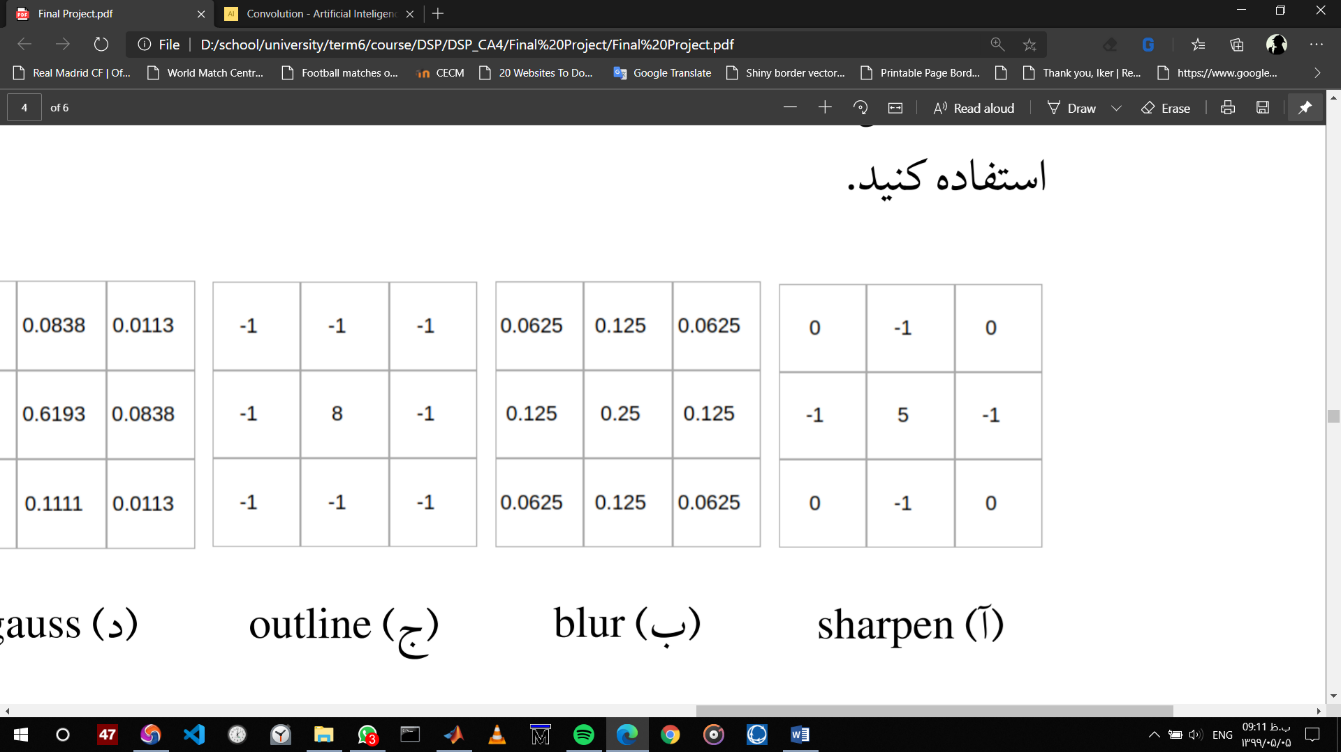 Final Project.pdf
Convolution - Artificial Inteligenc
File | D:/school/university/term6/course/DSP/DSP_CA4/Final%20Project/Final%20Project.pdf
Real Madrid CF | Of...
World Match Centr...
Football matches o...
in CECM
20 Websites To Do...
Google Translate
Shiny border vector...
Printable Page Bord...
Thank you, Iker | Re...
https://www.google...
4 of 6
Read aloud
Draw
Erase
استفاده کنید.
0.0838 0.0113 -1 -1 -1 0.0625 0.125 0.0625 0 -1 0
0.6193 0.0838 -1 8 -1 0.125 0.25 0.125 -1 5 -1
0.1111 0.0113 -1 -1 -1 0.0625 0.125 0.0625 0 -1 0
(آ) sharpen
(ب) blur
(ج) outline
(د) gauss
47
3
ENG
09:11 ب.ظ
۱۳۹۹/۰۵/۰۵